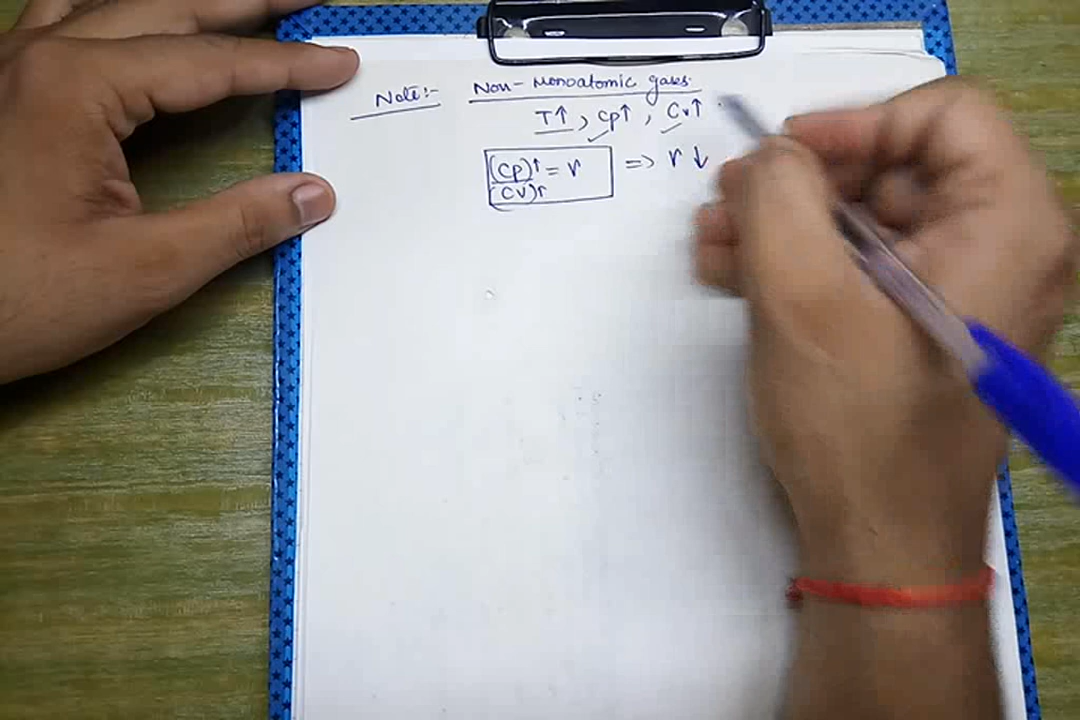 Note:- Non-Monoatomic gases.
T↑, Cp↑, Cv↑
(Cp)↑ = γ => γ ↓
(Cv)↑